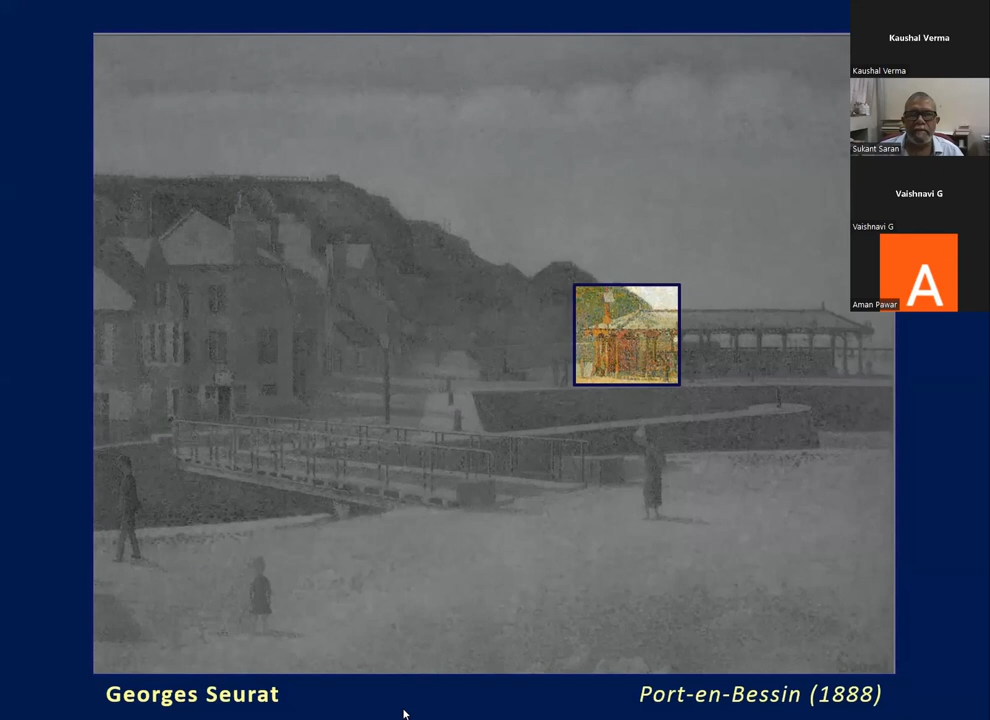 Kaushal Verma
Kaushal Verma
Sukant Saran
Vaishnavi G
Vaishnavi G
A
Aman Pawar
Georges Seurat
Port-en-Bessin (1888)